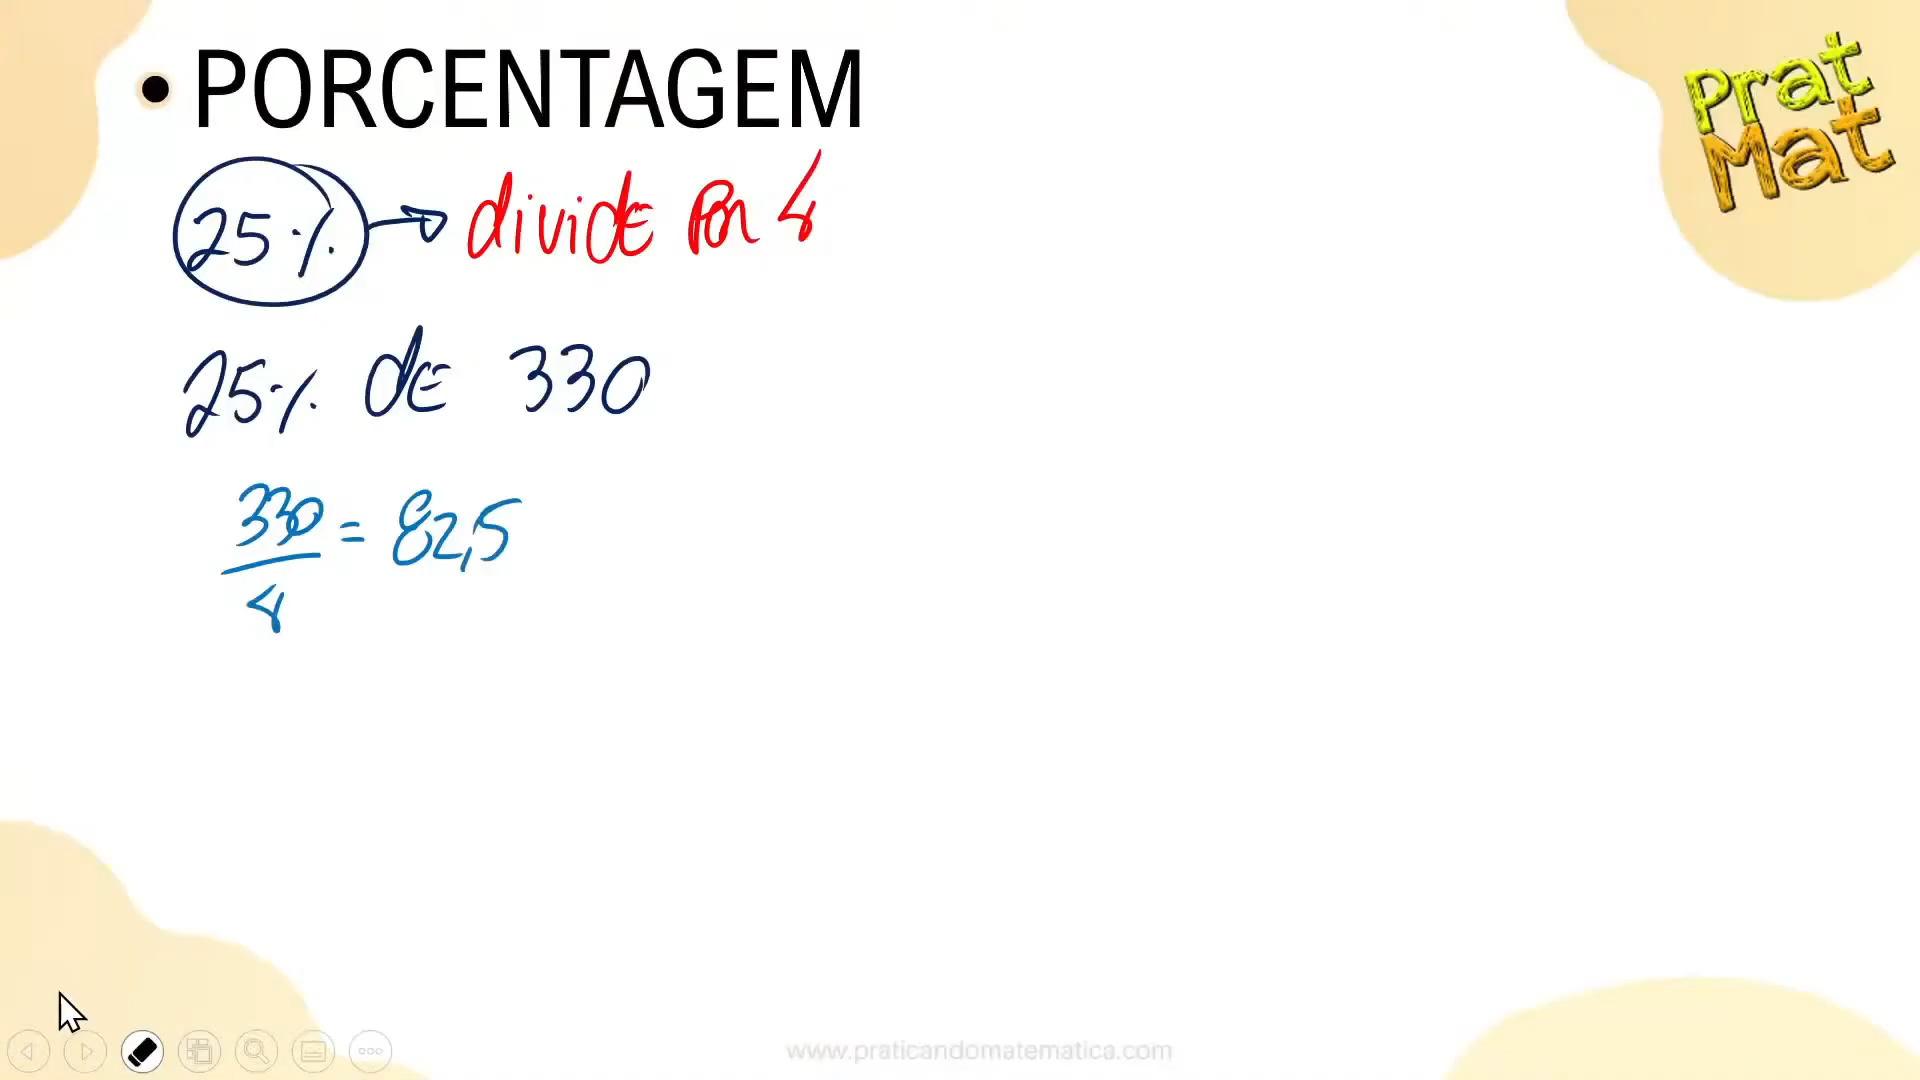 • PORCENTAGEM
Prat
Mat
25% → divide por 4
25% de 330
330/4 = 82,5
www.praticandomatematica.com